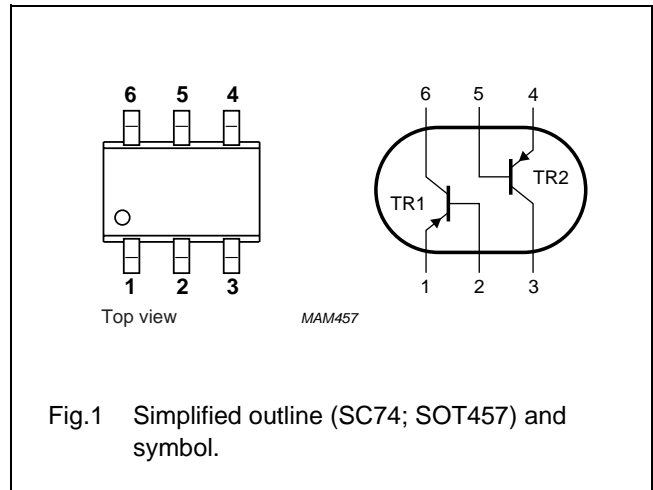 6 5 4
1 2 3
Top view
6 5 4
TR1
TR2
1 2 3
MAM457
Fig.1 Simplified outline (SC74; SOT457) and
symbol.